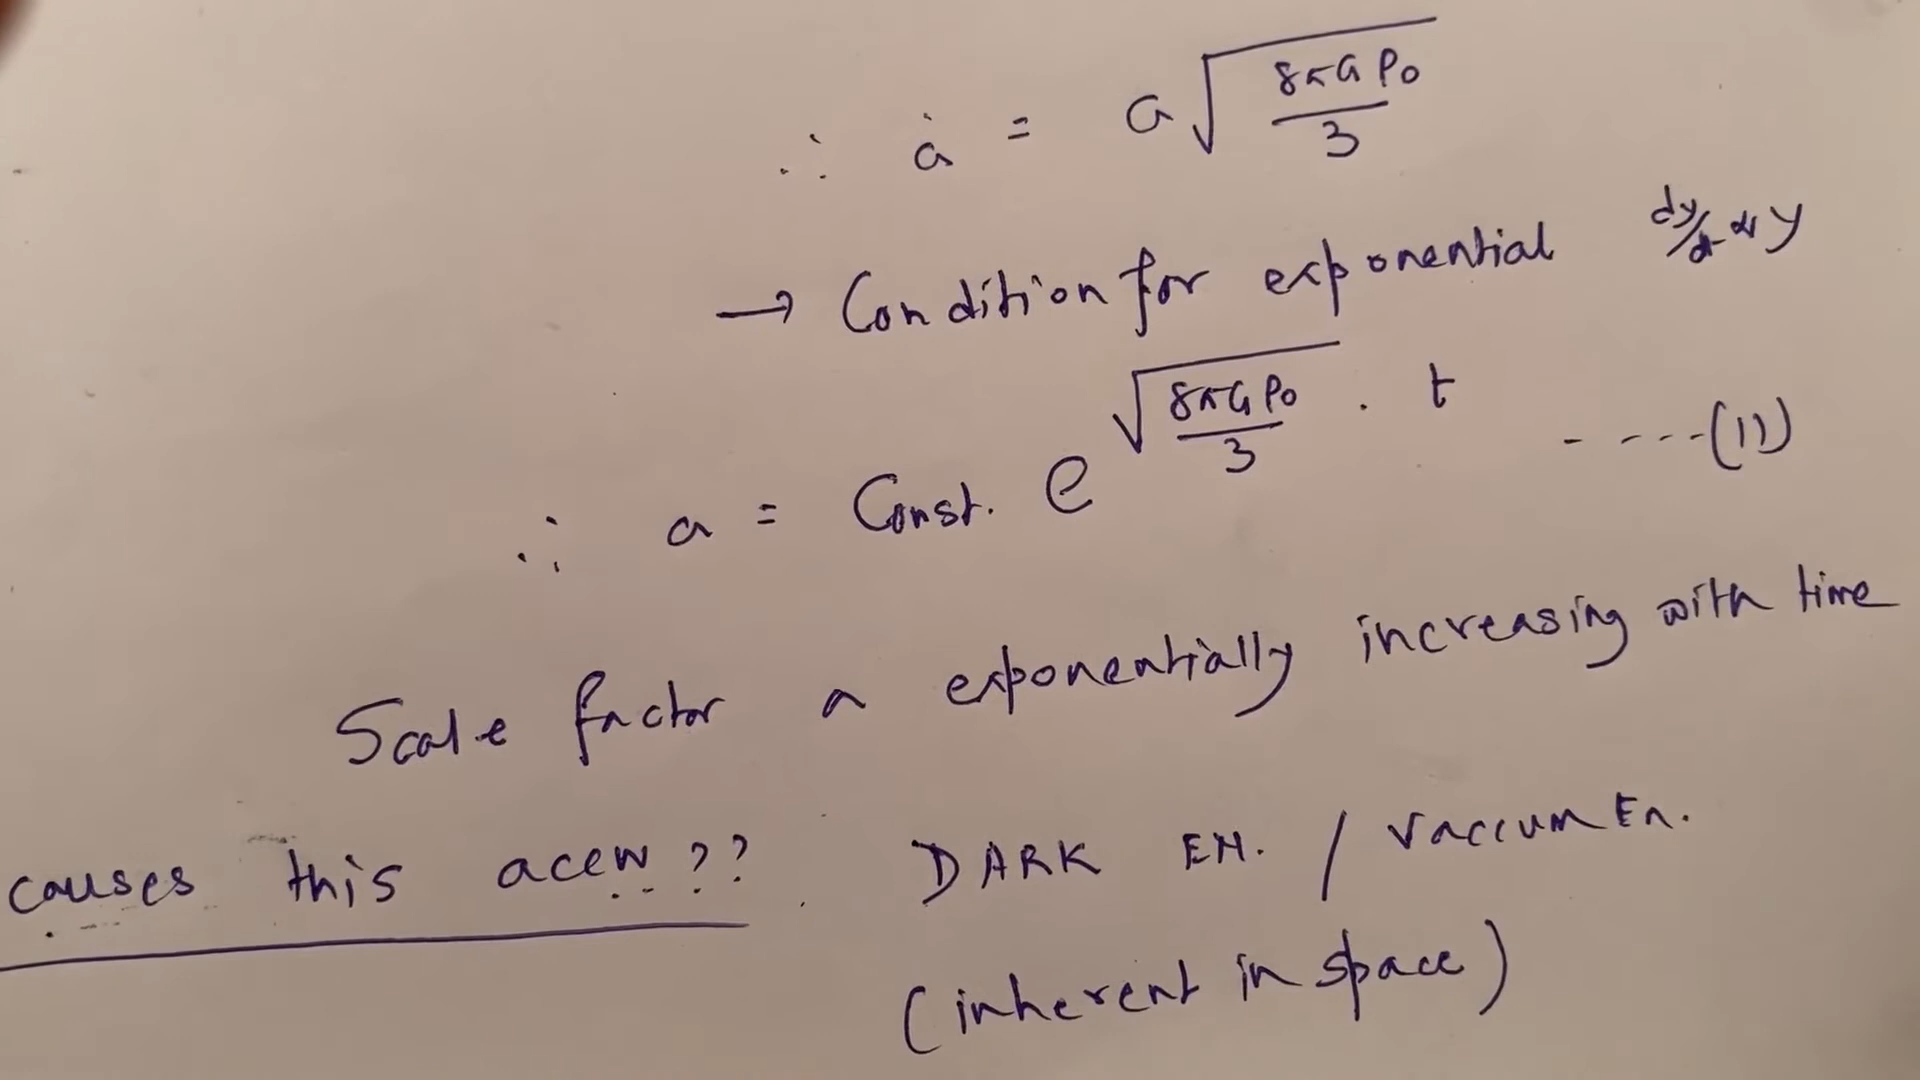 ∴ ȧ = a √(8πGρ₀/3)
→ Condition for exponential dy/dt ∝ y
∴ a = Const. e^(√(8πGρ₀/3) . t) - ----(11)
Scale factor a exponentially increasing with time
causes this accn ?? DARK EN. / Vaccum En.
(inherent in space)